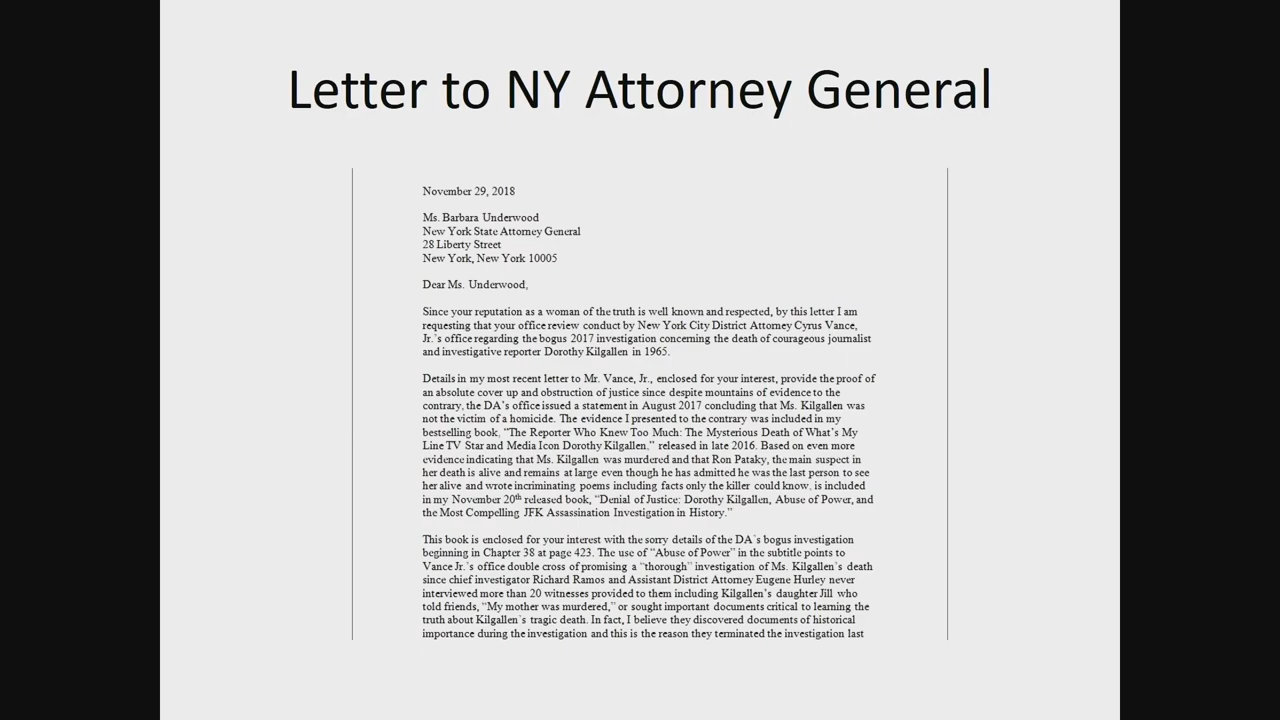 Letter to NY Attorney General
November 29, 2018
Ms. Barbara Underwood
New York State Attorney General
28 Liberty Street
New York, New York 10005
Dear Ms. Underwood,
Since your reputation as a woman of the truth is well known and respected, by this letter I am
requesting that your office review conduct by New York City District Attorney Cyrus Vance,
Jr.'s office regarding the bogus 2017 investigation concerning the death of courageous journalist
and investigative reporter Dorothy Kilgallen in 1965.
Details in my most recent letter to Mr. Vance, Jr., enclosed for your interest, provide the proof of
an absolute cover up and obstruction of justice since despite mountains of evidence to the
contrary, the DA's office issued a statement in August 2017 concluding that Ms. Kilgallen was
not the victim of a homicide. The evidence I presented to the contrary was included in my
bestselling book, "The Reporter Who Knew Too Much: The Mysterious Death of What's My
Line TV Star and Media Icon Dorothy Kilgallen," released in late 2016. Based on even more
evidence indicating that Ms. Kilgallen was murdered and that Ron Pataky, the main suspect in
her death is alive and remains at large even though he has admitted he was the last person to see
her alive and wrote incriminating poems including facts only the killer could know, is included
in my November 20th released book, "Denial of Justice: Dorothy Kilgallen, Abuse of Power, and
the Most Compelling JFK Assassination Investigation in History."
This book is enclosed for your interest with the sorry details of the DA's bogus investigation
beginning in Chapter 38 at page 423. The use of "Abuse of Power" in the subtitle points to
Vance Jr.'s office double cross of promising a "thorough" investigation of Ms. Kilgallen's death
since chief investigator Richard Ramos and Assistant District Attorney Eugene Hurley never
interviewed more than 20 witnesses provided to them including Kilgallen's daughter Jill who
told friends, "My mother was murdered," or sought important documents critical to learning the
truth about Kilgallen's tragic death. In fact, I believe they discovered documents of historical
importance during the investigation and this is the reason they terminated the investigation last